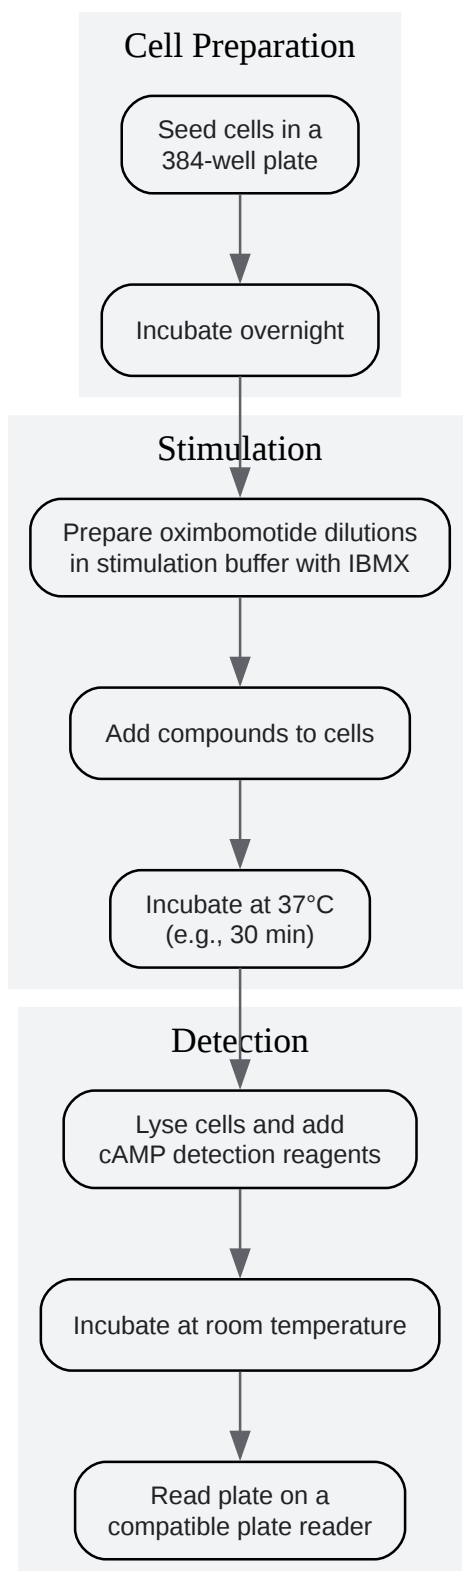 Cell Preparation
Seed cells in a
384-well plate
Incubate overnight
Stimulation
Prepare oximbomotide dilutions
in stimulation buffer with IBMX
Add compounds to cells
Incubate at 37°C
(e.g., 30 min)
Detection
Lyse cells and add
cAMP detection reagents
Incubate at room temperature
Read plate on a
compatible plate reader